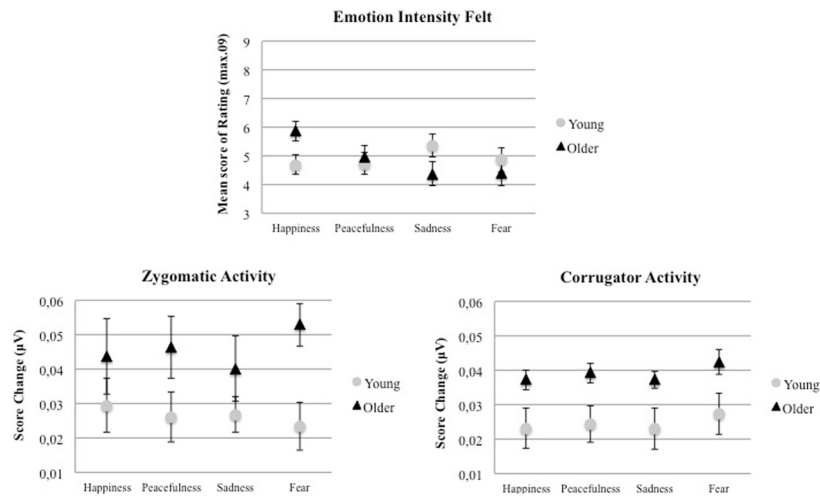 Emotion Intensity Felt
Mean score of Rating (max.09)
9
8
7
6
5
4
3
Happiness Peacefulness Sadness Fear
Young
Older
Zygomatic Activity
Score Change (µV)
0,06
0,05
0,04
0,03
0,02
0,01
Happiness Peacefulness Sadness Fear
Young
Older
Corrugator Activity
Score Change (µV)
0,06
0,05
0,04
0,03
0,02
0,01
Happiness Peacefulness Sadness Fear
Young
Older